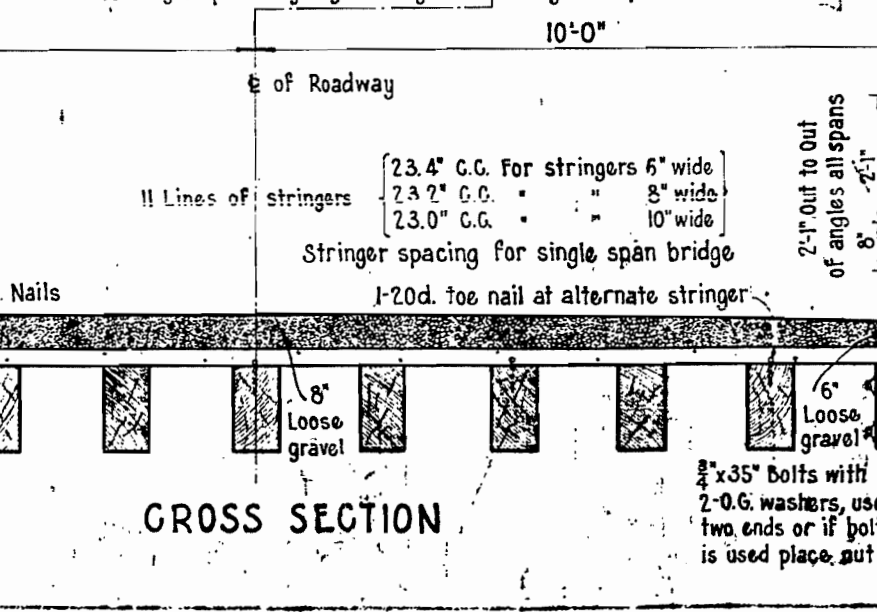 10'-0"
℄ of Roadway
11 Lines of stringers
23.4" C.C. For stringers 6" wide
23.2" C.C. " " 8" wide
23.0" C.C. " " 10" wide
Stringer spacing for single span bridge
2'-1" Out to Out
of angles all spans
8"
2'-1"
. Nails
1-20d. toe nail at alternate stringer
8"
Loose
gravel
6"
Loose
gravel
CROSS SECTION
¾"x35" Bolts with
2-O.G. washers, use
two ends or if bolt
is used place nut